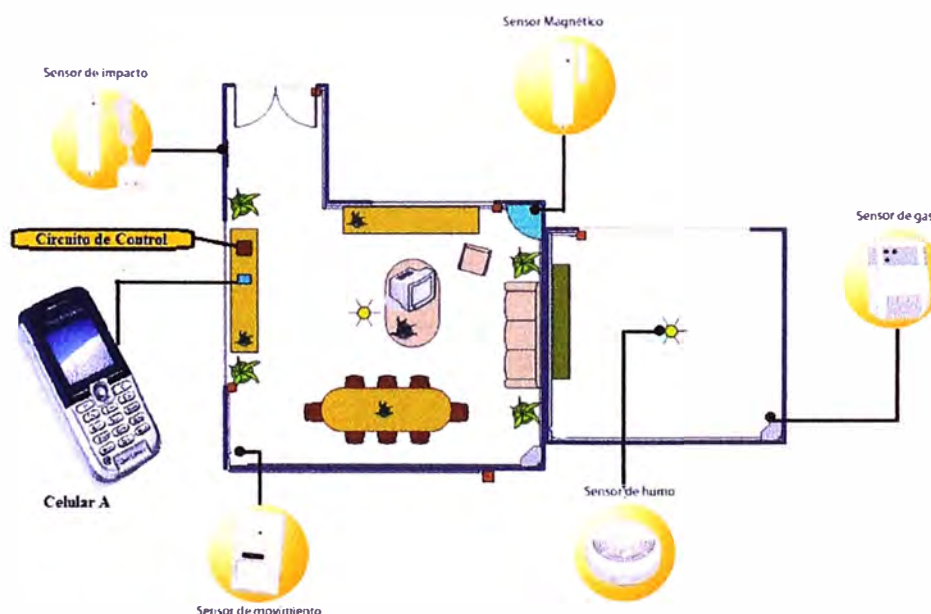 Sensor Magnético
Sensor de impacto
Sensor de gas
Circuito de Control
Celular A
Sensor de humo
Sensor de movimiento